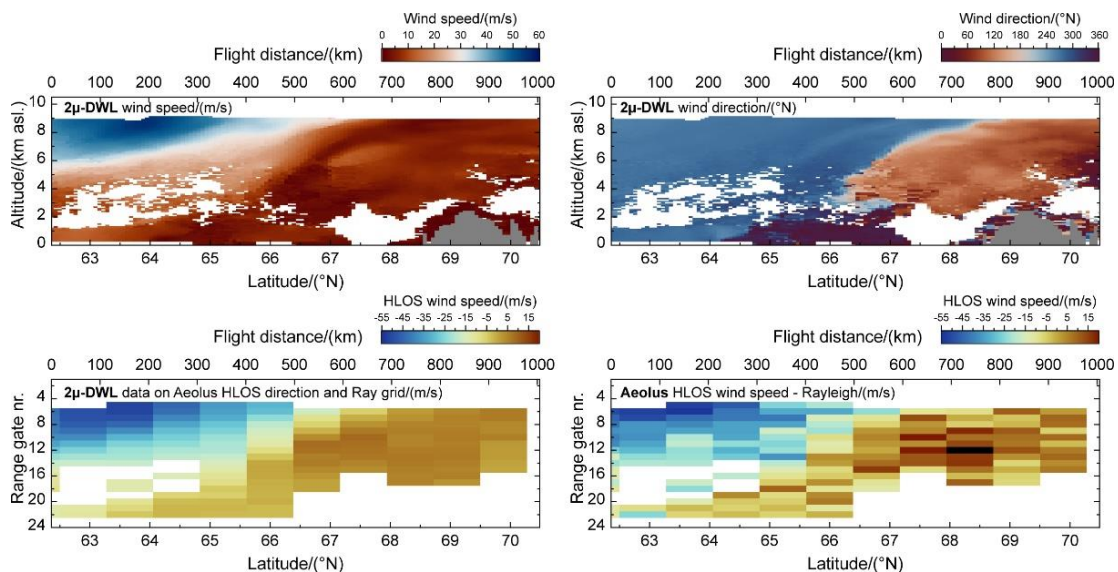 Wind speed/(m/s)
0 10 20 30 40 50 60
Flight distance/(km)
0 100 200 300 400 500 600 700 800 900 1000
2µ-DWL wind speed/(m/s)
Altitude/(km asl.)
10
8
6
4
2
0
63 64 65 66 67 68 69 70
Latitude/(°N)
Wind direction/(°N)
0 60 120 180 240 300 360
Flight distance/(km)
0 100 200 300 400 500 600 700 800 900 1000
2µ-DWL wind direction/(°N)
Altitude/(km asl.)
10
8
6
4
2
0
63 64 65 66 67 68 69 70
Latitude/(°N)
HLOS wind speed/(m/s)
-55 -45 -35 -25 -15 -5 5 15
Flight distance/(km)
0 100 200 300 400 500 600 700 800 900 1000
2µ-DWL data on Aeolus HLOS direction and Ray grid/(m/s)
Range gate nr.
4
8
12
16
20
24
63 64 65 66 67 68 69 70
Latitude/(°N)
HLOS wind speed/(m/s)
-55 -45 -35 -25 -15 -5 5 15
Flight distance/(km)
0 100 200 300 400 500 600 700 800 900 1000
Aeolus HLOS wind speed - Rayleigh/(m/s)
Range gate nr.
4
8
12
16
20
24
63 64 65 66 67 68 69 70
Latitude/(°N)